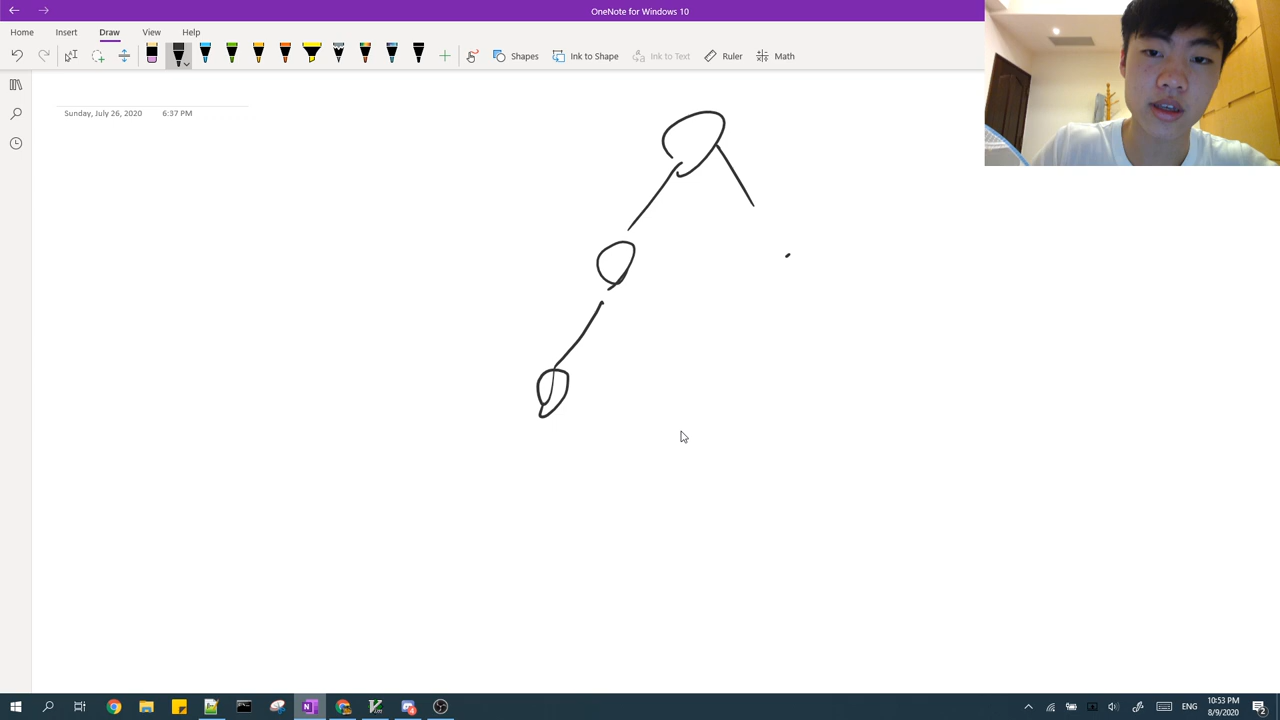 OneNote for Windows 10
Home Insert Draw View Help
Shapes Ink to Shape Ink to Text Ruler Math
Sunday, July 26, 2020 6:37 PM
10:53 PM
8/9/2020
2